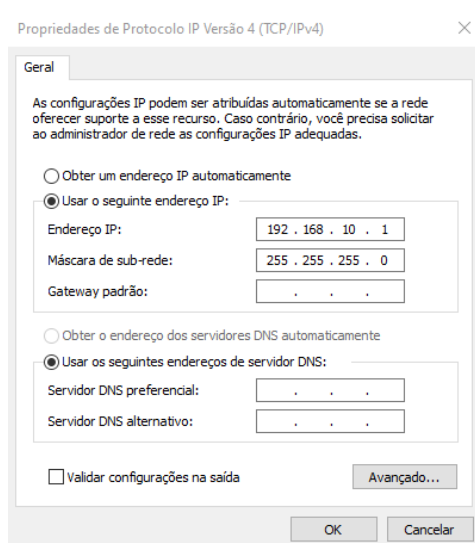 Propriedades de Protocolo IP Versão 4 (TCP/IPv4)
Geral
As configurações IP podem ser atribuídas automaticamente se a rede
oferecer suporte a esse recurso. Caso contrário, você precisa solicitar
ao administrador de rede as configurações IP adequadas.
Obter um endereço IP automaticamente
Usar o seguinte endereço IP:
Endereço IP: 192 . 168 . 10 . 1
Máscara de sub-rede: 255 . 255 . 255 . 0
Gateway padrão: . . .
Obter o endereço dos servidores DNS automaticamente
Usar os seguintes endereços de servidor DNS:
Servidor DNS preferencial: . . .
Servidor DNS alternativo: . . .
Validar configurações na saída Avançado...
OK Cancelar